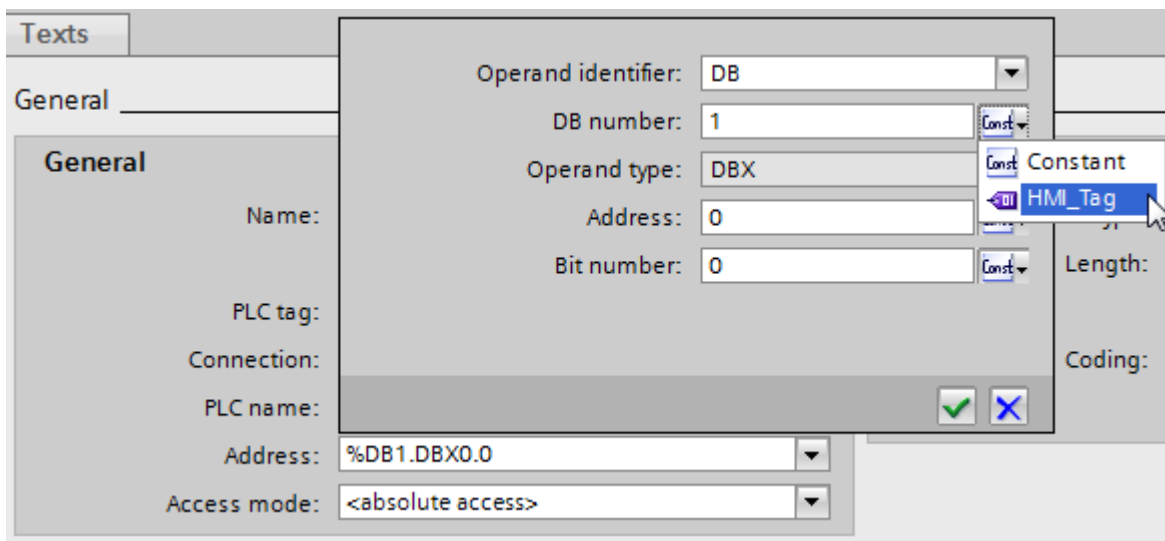 Texts
General
General
Name:
PLC tag:
Connection:
PLC name:
Address: %DB1.DBX0.0
Access mode: <absolute access>
Operand identifier: DB
DB number: 1 Const
Operand type: DBX
Address: 0
Bit number: 0 Const
Constant
HMI_Tag
Length:
Coding: